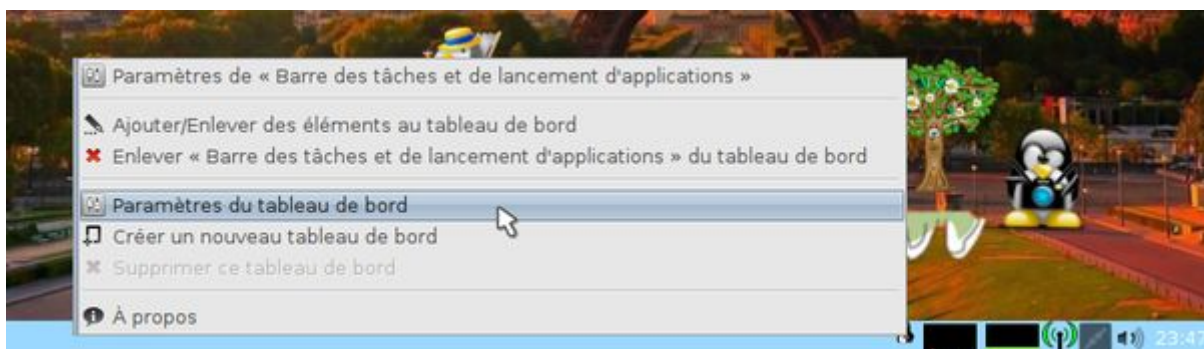 Paramètres de « Barre des tâches et de lancement d'applications »
Ajouter/Enlever des éléments au tableau de bord
Enlever « Barre des tâches et de lancement d'applications » du tableau de bord
Paramètres du tableau de bord
Créer un nouveau tableau de bord
Supprimer ce tableau de bord
À propos
23:47